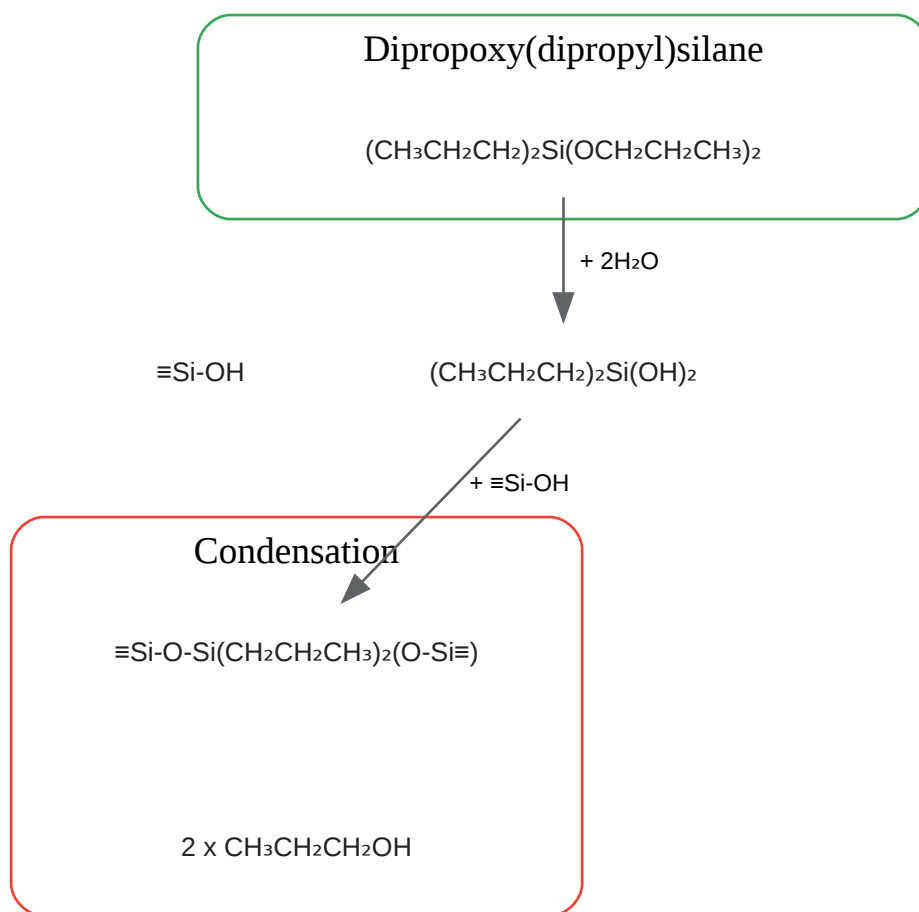 Dipropoxy(dipropyl)silane
(CH₃CH₂CH₂)₂Si(OCH₂CH₂CH₃)₂
+ 2H₂O
≡Si-OH
(CH₃CH₂CH₂)₂Si(OH)₂
+ ≡Si-OH
Condensation
≡Si-O-Si(CH₂CH₂CH₃)₂(O-Si≡)
2 x CH₃CH₂CH₂OH